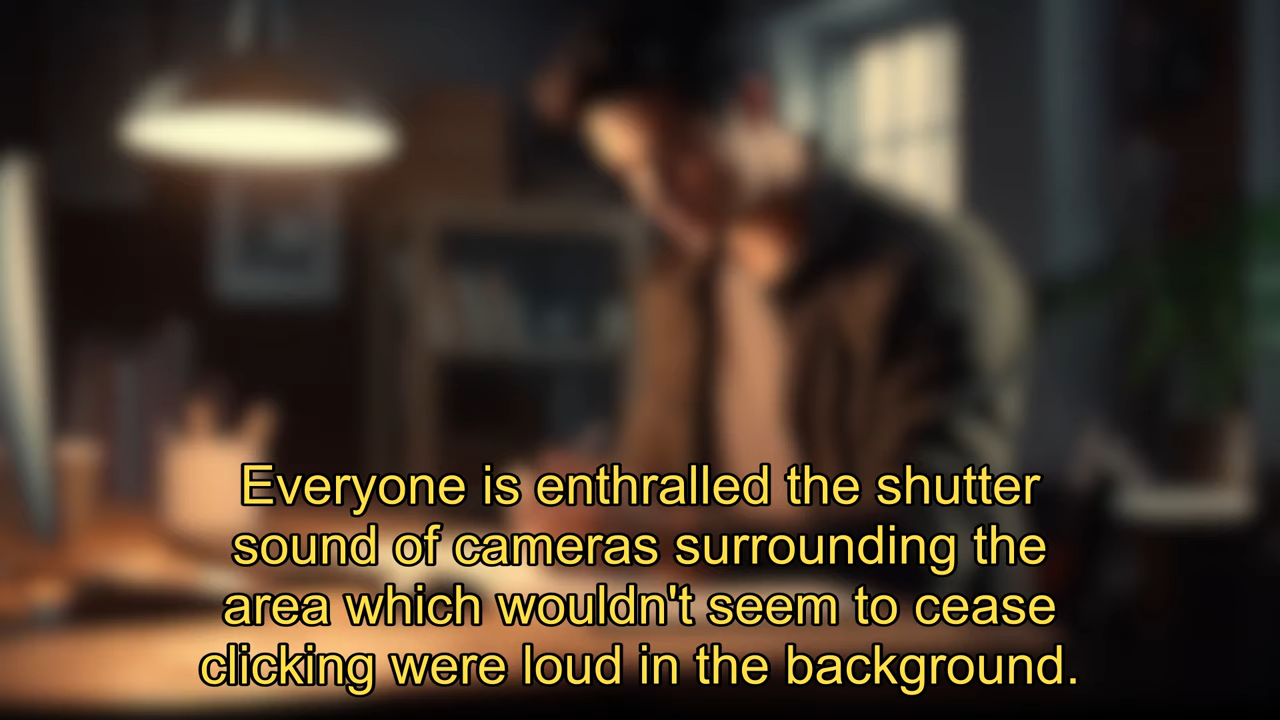 Everyone is enthralled the shutter
sound of cameras surrounding the
area which wouldn't seem to cease
clicking were loud in the background.